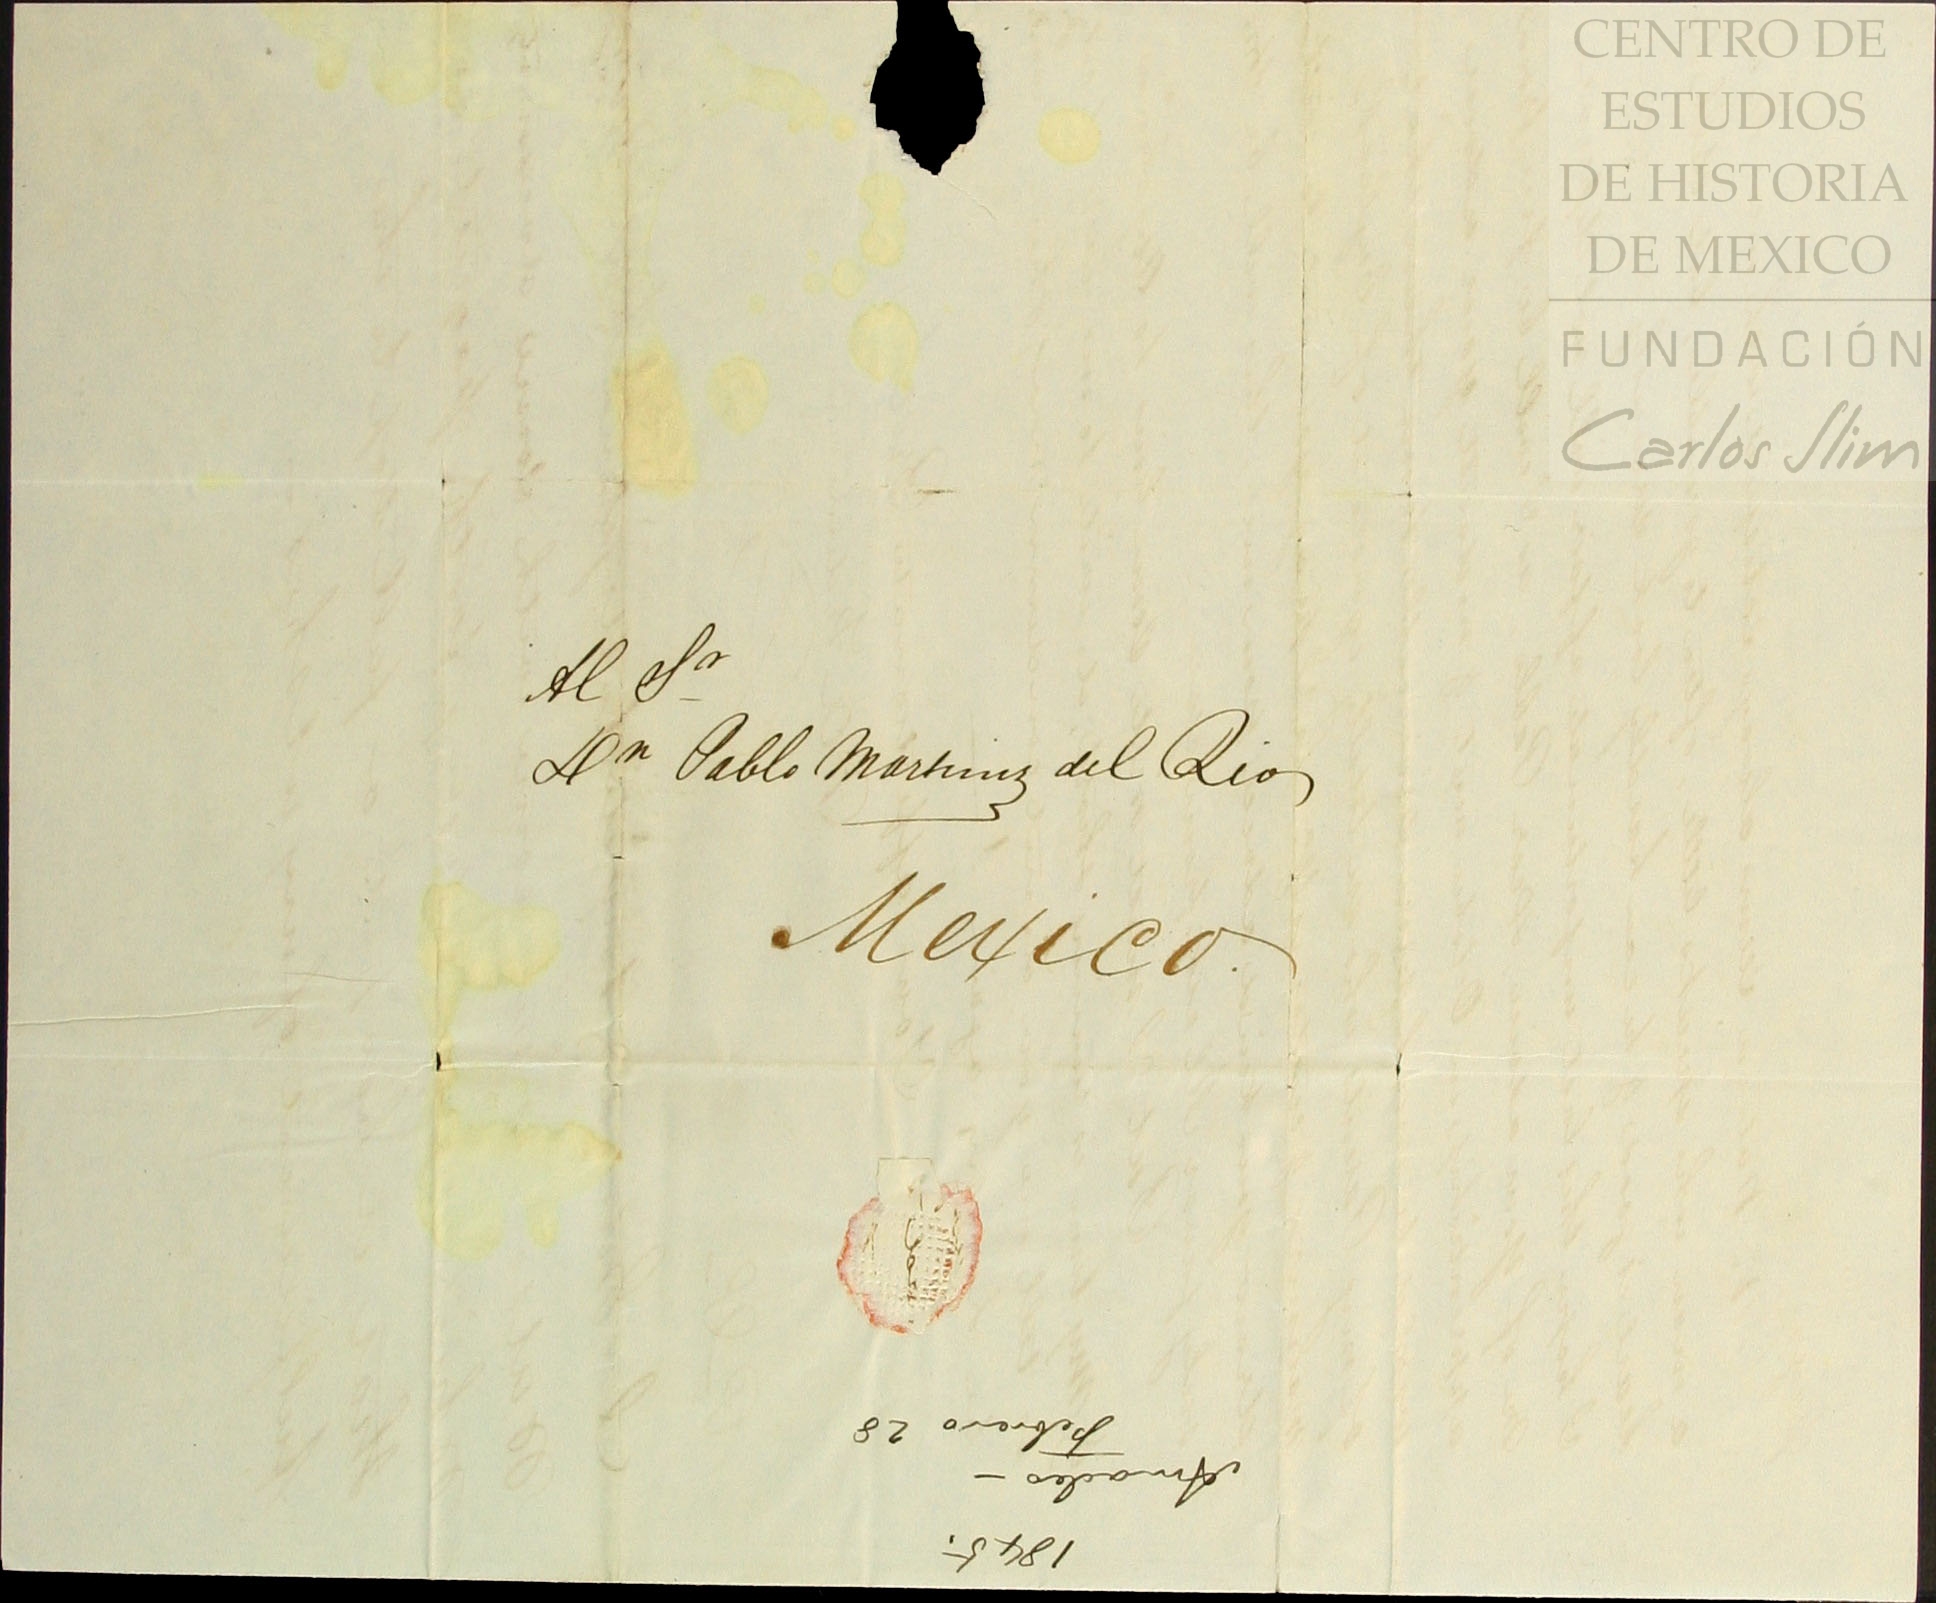 CENTRO DE
ESTUDIOS
DE HISTORIA
DE MEXICO
FUNDACIÓN
Carlos Slim
Al Sr
Dn Pablo Martinez del Rio
Mexico.
1845.
Amadeo -
Febrero 28